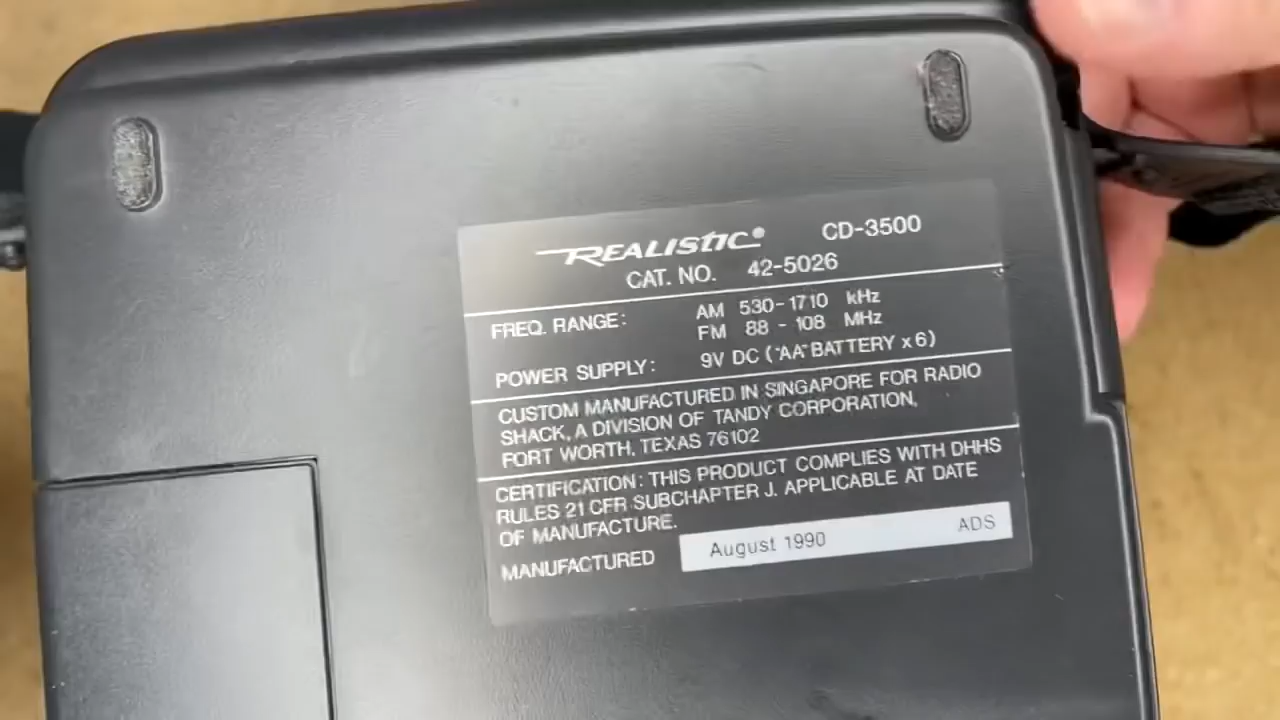 REALISTIC® CD-3500
CAT. NO. 42-5026
FREQ. RANGE: AM 530-1710 kHz
FM 88 - 108 MHz
POWER SUPPLY: 9V DC ("AA" BATTERY x 6)
CUSTOM MANUFACTURED IN SINGAPORE FOR RADIO
SHACK, A DIVISION OF TANDY CORPORATION,
FORT WORTH, TEXAS 76102
CERTIFICATION: THIS PRODUCT COMPLIES WITH DHHS
RULES 21 CFR SUBCHAPTER J. APPLICABLE AT DATE
OF MANUFACTURE.
MANUFACTURED August 1990 ADS